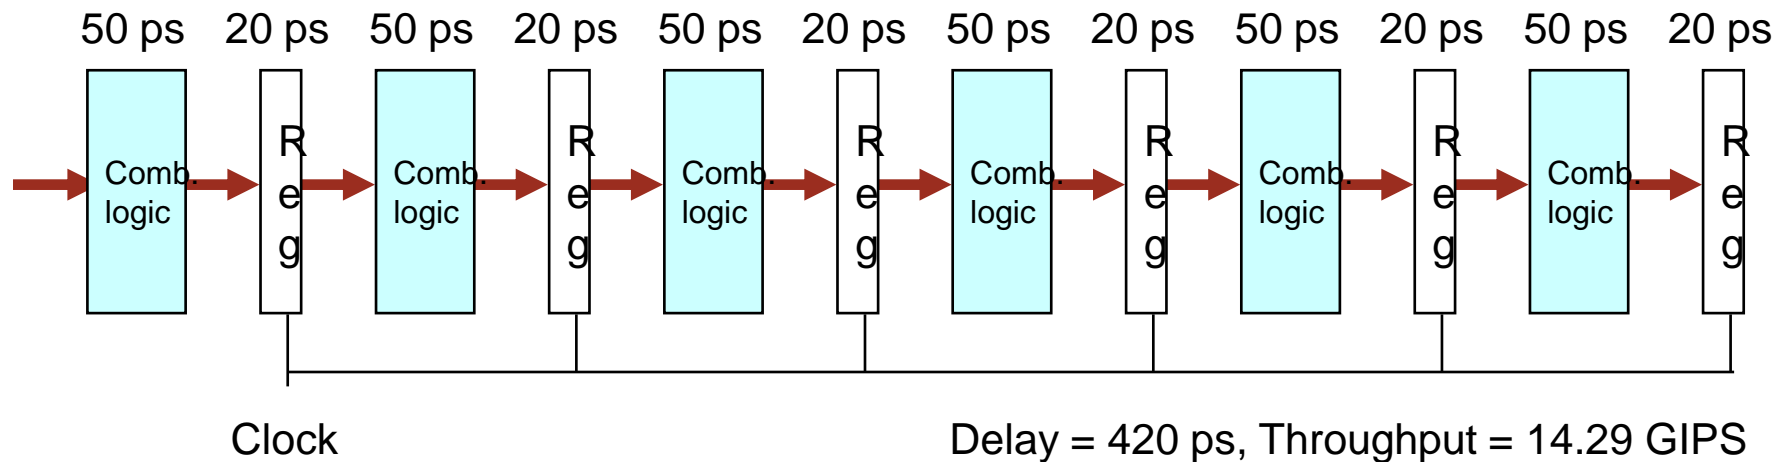 50 ps 20 ps 50 ps 20 ps 50 ps 20 ps 50 ps 20 ps 50 ps 20 ps 50 ps 20 ps
Comb.
logic
R
e
g
Comb.
logic
R
e
g
Comb.
logic
R
e
g
Comb.
logic
R
e
g
Comb.
logic
R
e
g
Comb.
logic
R
e
g
Clock
Delay = 420 ps, Throughput = 14.29 GIPS